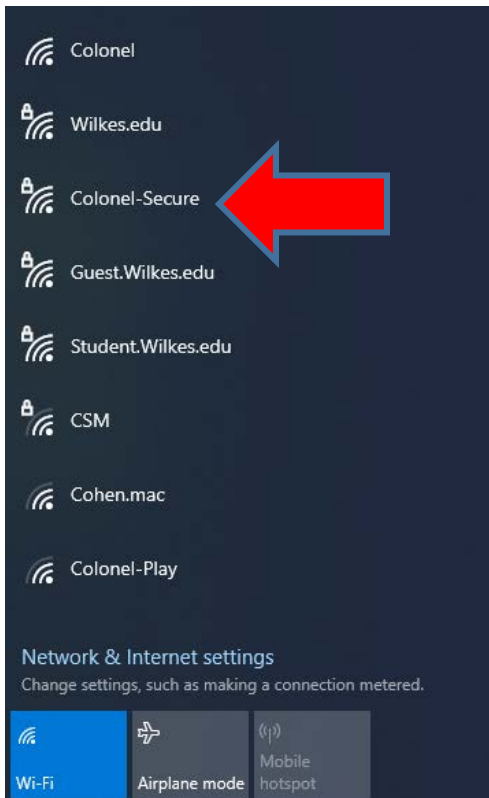 Colonel
Wilkes.edu
Colonel-Secure
Guest.Wilkes.edu
Student.Wilkes.edu
CSM
Cohen.mac
Colonel-Play
Network & Internet settings
Change settings, such as making a connection metered.
Wi-Fi
Airplane mode
Mobile
hotspot